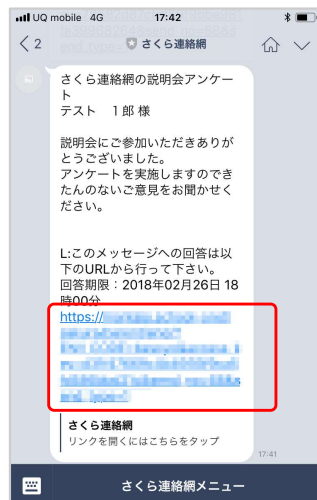 UQ mobile 4G 17:42
2 さくら連絡網
さくら連絡網の説明会アンケー
ト
テスト 1郎 様
説明会にご参加いただきありが
とうございました。
アンケートを実施しますのでき
たんのないご意見をお聞かせく
ださい。
L:このメッセージへの回答は以
下のURLから行って下さい。
回答期限：2018年02月26日 18
時00分
https://
さくら連絡網
リンクを開くにはこちらをタップ
17:41
さくら連絡網メニュー